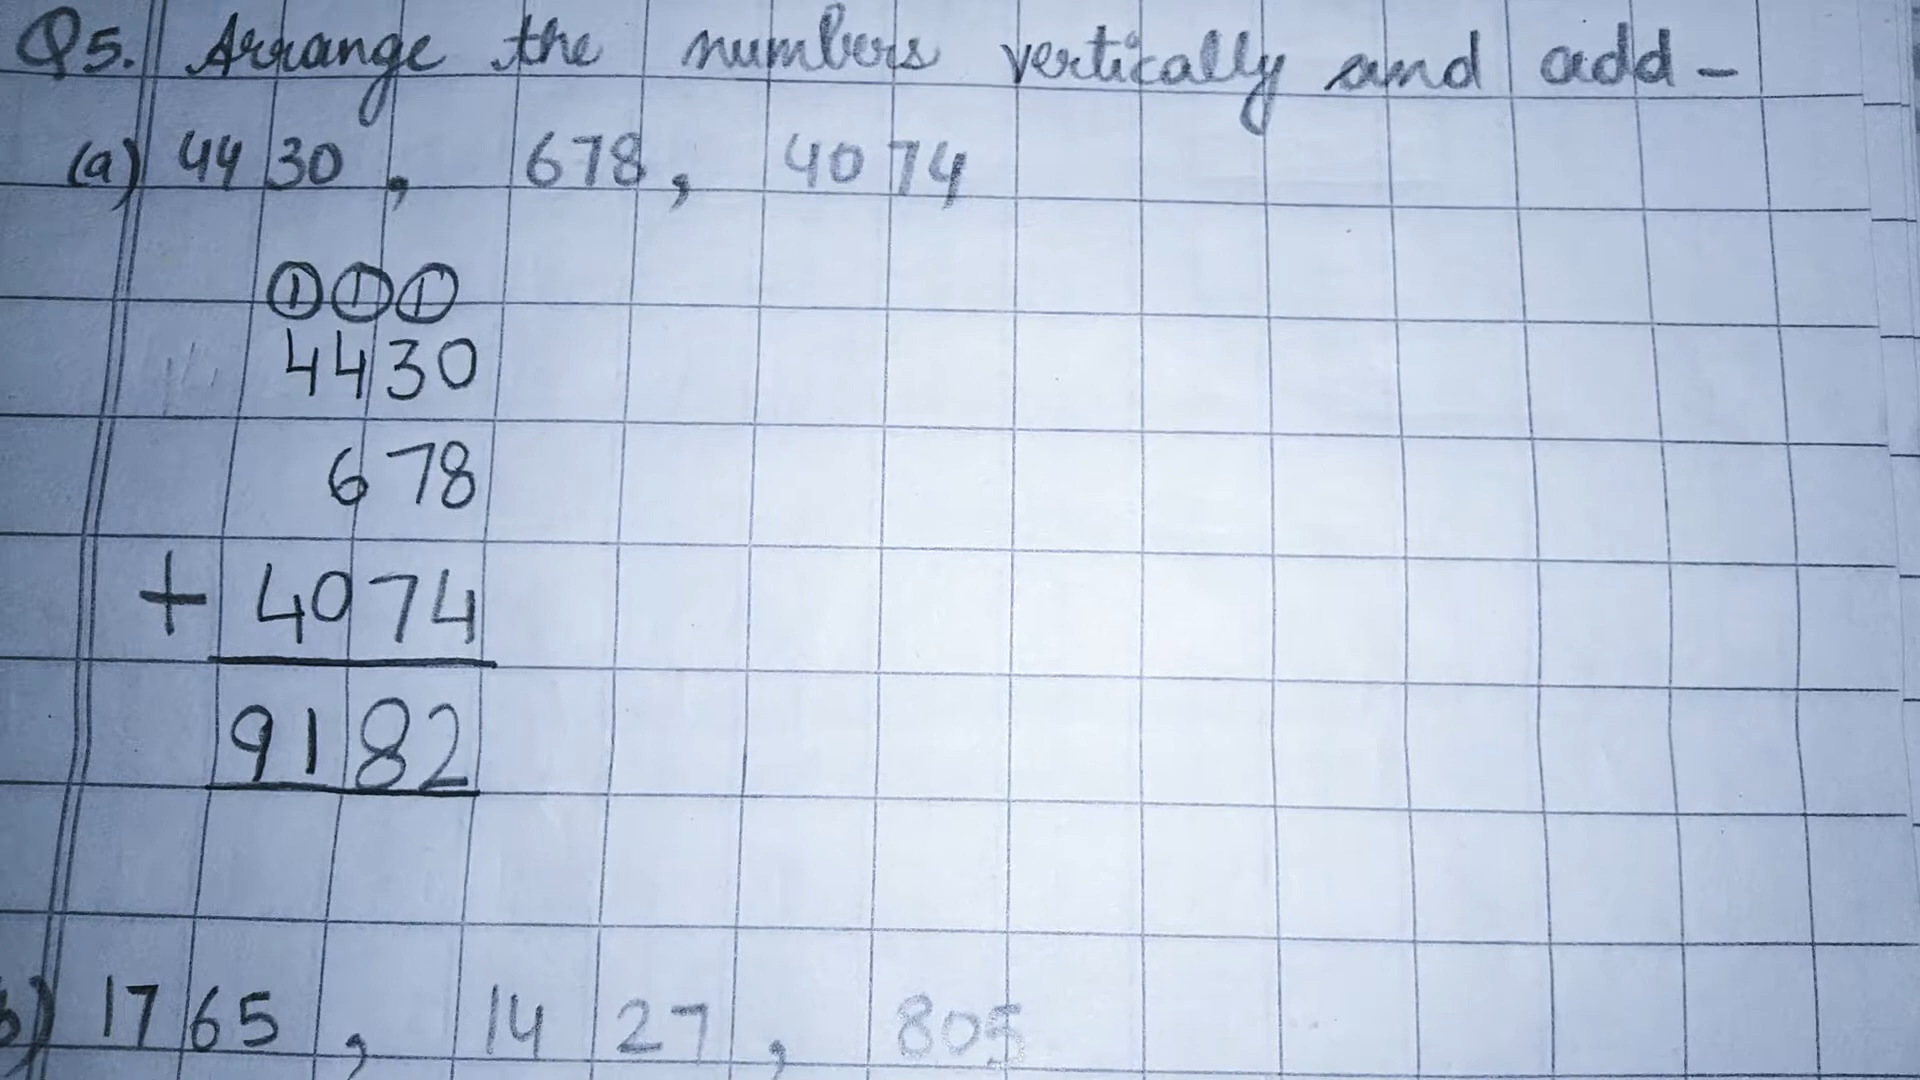 Q5. Arrange the numbers vertically and add -
(a) 4430, 678, 4074
① ① ①
4430
678
+ 4074
9182
b) 1765, 1427, 805